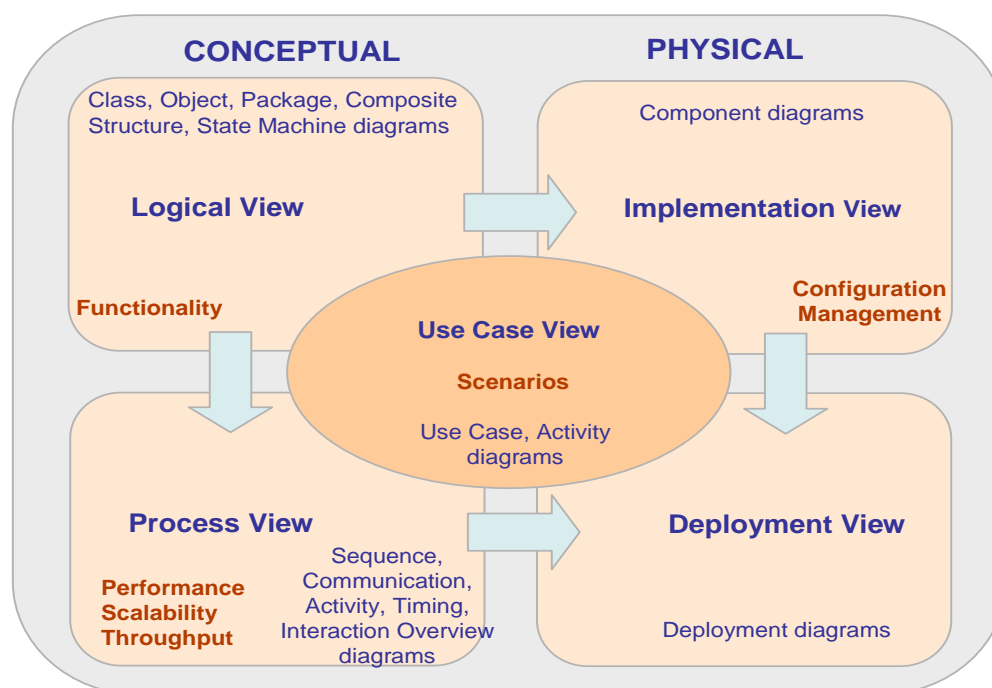 CONCEPTUAL
PHYSICAL
Class, Object, Package, Composite
Structure, State Machine diagrams
Component diagrams
Logical View
Implementation View
Functionality
Configuration
Management
Use Case View
Scenarios
Use Case, Activity
diagrams
Process View
Deployment View
Performance
Scalability
Throughput
Sequence,
Communication,
Activity, Timing,
Interaction Overview
diagrams
Deployment diagrams